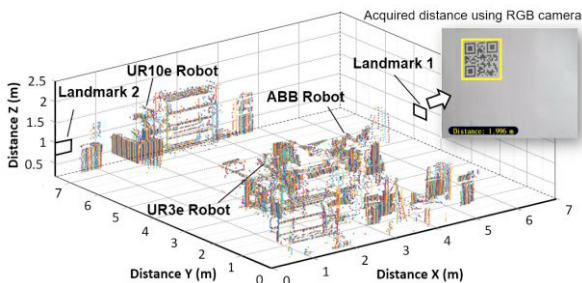 Acquired distance using RGB camera
Distance: 1.996 m
Landmark 1
UR10e Robot
Landmark 2
ABB Robot
UR3e Robot
Distance Z (m)
2.5
2
1.5
1
0.5
7
6
5
4
3
2
1
0
Distance Y (m)
0
1
2
3
4
5
6
7
Distance X (m)